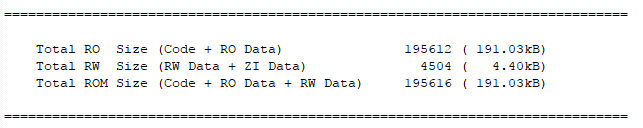 ==============================================================================
Total RO  Size (Code + RO Data)                195612 ( 191.03kB)
Total RW  Size (RW Data + ZI Data)               4504 (   4.40kB)
Total ROM Size (Code + RO Data + RW Data)      195616 ( 191.03kB)
==============================================================================